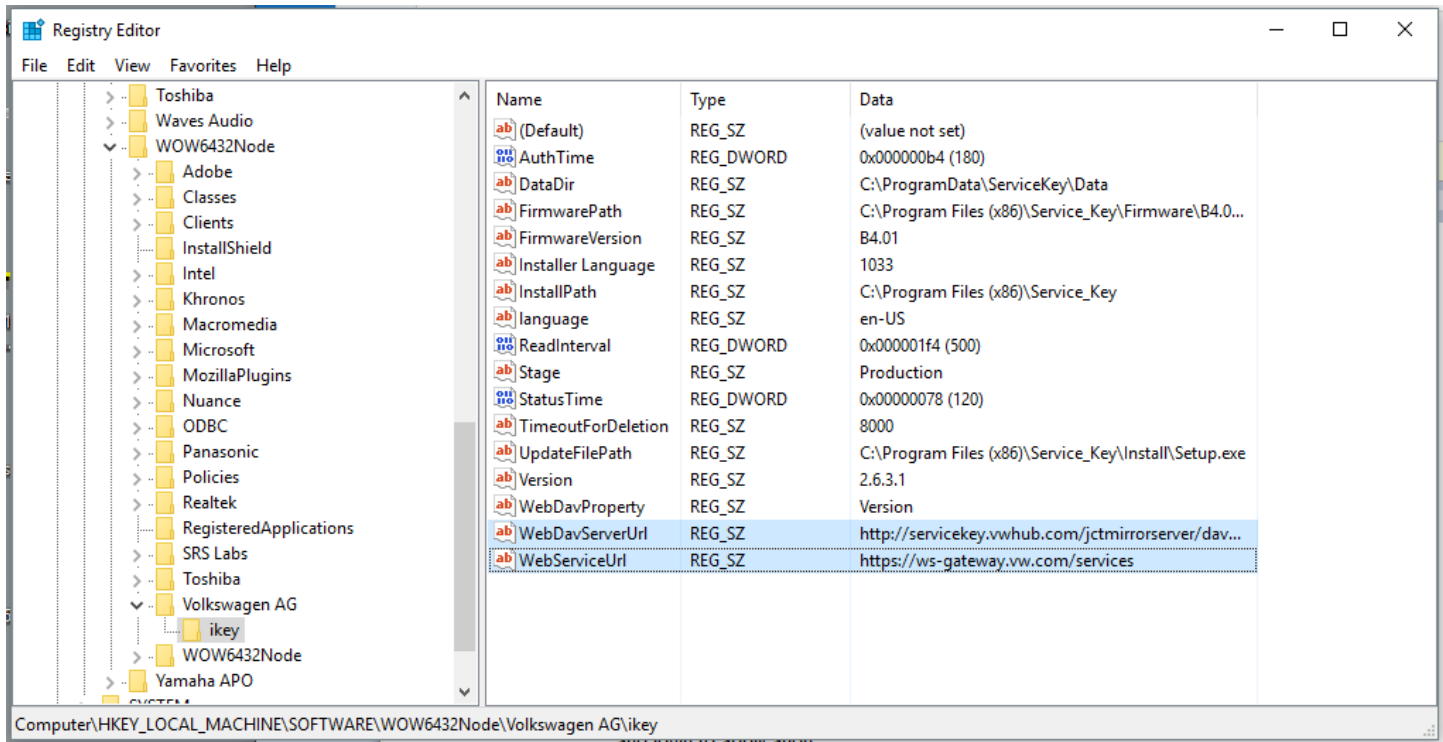 Registry Editor
File Edit View Favorites Help
Toshiba
Waves Audio
WOW6432Node
Adobe
Classes
Clients
InstallShield
Intel
Khronos
Macromedia
Microsoft
MozillaPlugins
Nuance
ODBC
Panasonic
Policies
Realtek
RegisteredApplications
SRS Labs
Toshiba
Volkswagen AG
ikey
WOW6432Node
Yamaha APO
SYSTEM
Name Type Data
(Default) REG_SZ (value not set)
AuthTime REG_DWORD 0x000000b4 (180)
DataDir REG_SZ C:\ProgramData\ServiceKey\Data
FirmwarePath REG_SZ C:\Program Files (x86)\Service_Key\Firmware\B4.0...
FirmwareVersion REG_SZ B4.01
Installer Language REG_SZ 1033
InstallPath REG_SZ C:\Program Files (x86)\Service_Key
language REG_SZ en-US
ReadInterval REG_DWORD 0x000001f4 (500)
Stage REG_SZ Production
StatusTime REG_DWORD 0x00000078 (120)
TimeoutForDeletion REG_SZ 8000
UpdateFilePath REG_SZ C:\Program Files (x86)\Service_Key\Install\Setup.exe
Version REG_SZ 2.6.3.1
WebDavProperty REG_SZ Version
WebDavServerUrl REG_SZ http://servicekey.vwhub.com/jctmirrorserver/dav...
WebServiceUrl REG_SZ https://ws-gateway.vw.com/services
Computer\HKEY_LOCAL_MACHINE\SOFTWARE\WOW6432Node\Volkswagen AG\ikey